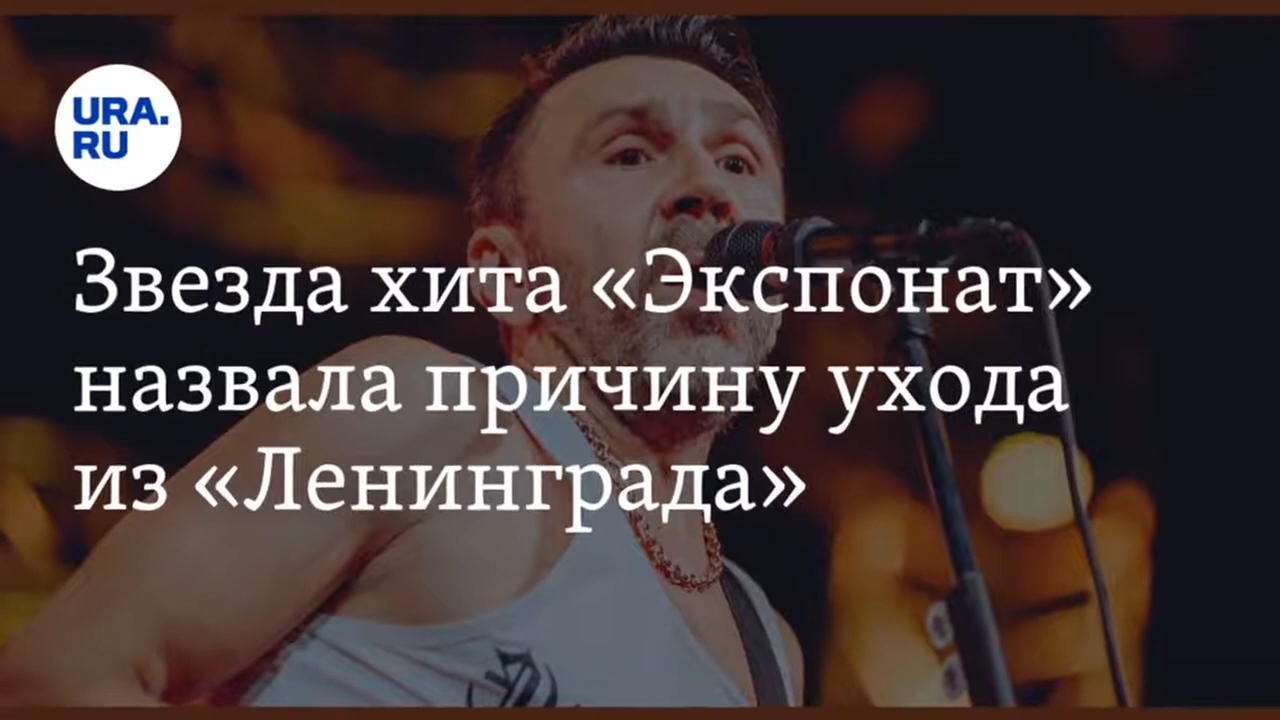 URA.
RU
Звезда хита «Экспонат»
назвала причину ухода
из «Ленинграда»